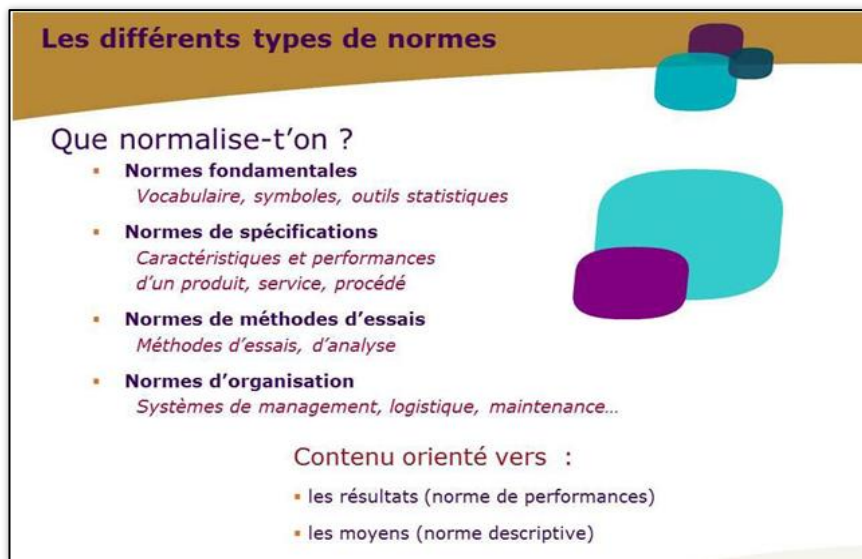 Les différents types de normes
Que normalise-t'on ?
▪ Normes fondamentales
Vocabulaire, symboles, outils statistiques
▪ Normes de spécifications
Caractéristiques et performances
d'un produit, service, procédé
▪ Normes de méthodes d'essais
Méthodes d'essais, d'analyse
▪ Normes d'organisation
Systèmes de management, logistique, maintenance…
Contenu orienté vers :
▪ les résultats (norme de performances)
▪ les moyens (norme descriptive)